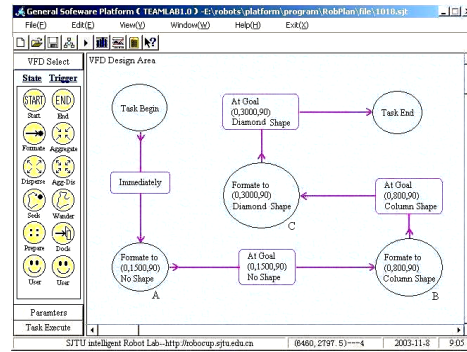 General Sofeware Platform ( TEAMLAB1.0 ) -E:\robots\platform\program\RobPlan\file\1018.sjt
File(F) Edit(E) View(V) Window(W) Help(H) Exit(X)
VFD Select
VFD Design Area
State Trigger
START END
Start End
Formate Aggregate
Disperse Agg-Dis
Seek Wander
Prepare Dock
User User
Paramters
Task Execute
Task Begin
At Goal
(0,3000,90)
Diamond Shape
Task End
Immediately
Formate to
(0,3000,90)
Diamond Shape
C
At Goal
(0,800,90)
Column Shape
Formate to
(0,1500,90)
No Shape
A
At Goal
(0,1500,90)
No Shape
Formate to
(0,800,90)
Column Shape
B
SJTU intelligent Robot Lab--http://robocup.sjtu.edu.cn
(6460, 2797.5)---4
2003-11-8
9:05